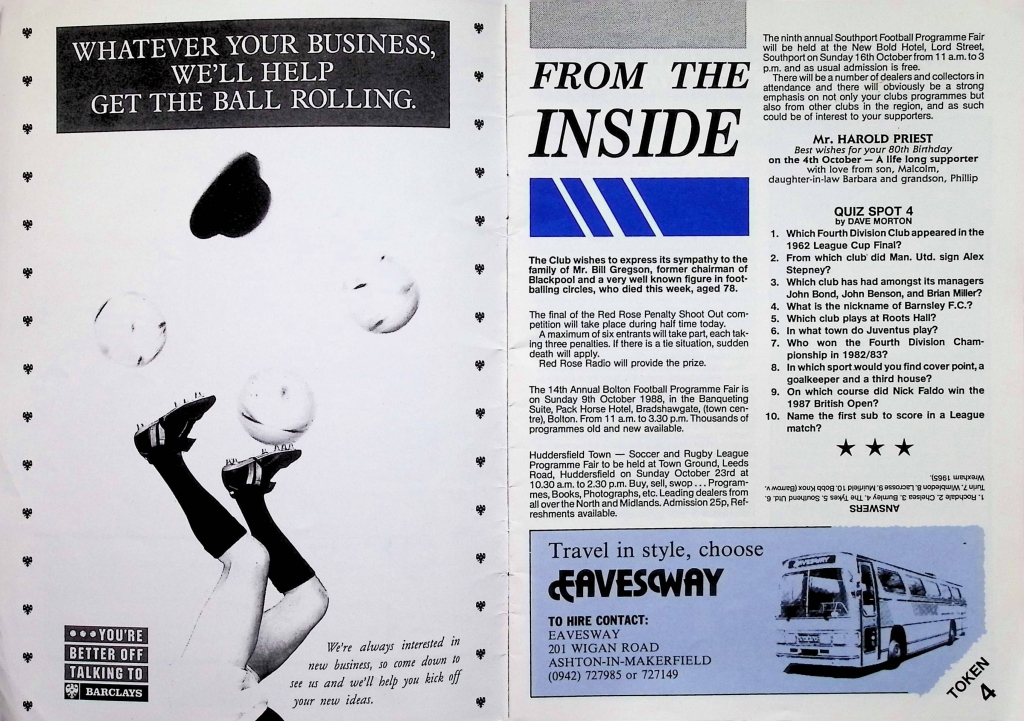 WHATEVER YOUR BUSINESS,
WE'LL HELP
GET THE BALL ROLLING.
•••YOU'RE
BETTER OFF
TALKING TO
BARCLAYS
We're always interested in
new business, so come down to
see us and we'll help you kick off
your new ideas.
FROM THE
INSIDE
The Club wishes to express its sympathy to the
family of Mr. Bill Gregson, former chairman of
Blackpool and a very well known figure in foot-
balling circles, who died this week, aged 78.
The final of the Red Rose Penalty Shoot Out com-
petition will take place during half time today.
A maximum of six entrants will take part, each tak-
ing three penalties. If there is a tie situation, sudden
death will apply.
Red Rose Radio will provide the prize.
The 14th Annual Bolton Football Programme Fair is
on Sunday 9th October 1988, in the Banqueting
Suite, Pack Horse Hotel, Bradshawgate, (town cen-
tre), Bolton. From 11 a.m. to 3.30 p.m. Thousands of
programmes old and new available.
Huddersfield Town — Soccer and Rugby League
Programme Fair to be held at Town Ground, Leeds
Road, Huddersfield on Sunday October 23rd at
10.30 a.m. to 2.30 p.m. Buy, sell, swop . . . Program-
mes, Books, Photographs, etc. Leading dealers from
all over the North and Midlands. Admission 25p, Ref-
reshments available.
The ninth annual Southport Football Programme Fair
will be held at the New Bold Hotel, Lord Street,
Southport on Sunday 16th October from 11 a.m. to 3
p.m. and as usual admission is free.
There will be a number of dealers and collectors in
attendance and there will obviously be a strong
emphasis on not only your clubs programmes but
also from other clubs in the region, and as such
could be of interest to your supporters.
Mr. HAROLD PRIEST
Best wishes for your 80th Birthday
on the 4th October — A life long supporter
with love from son, Malcolm,
daughter-in-law Barbara and grandson, Phillip
QUIZ SPOT 4
by DAVE MORTON
1. Which Fourth Division Club appeared in the
1962 League Cup Final?
2. From which club did Man. Utd. sign Alex
Stepney?
3. Which club has had amongst its managers
John Bond, John Benson, and Brian Miller?
4. What is the nickname of Barnsley F.C.?
5. Which club plays at Roots Hall?
6. In what town do Juventus play?
7. Who won the Fourth Division Cham-
pionship in 1982/83?
8. In which sport would you find cover point, a
goalkeeper and a third house?
9. On which course did Nick Faldo win the
1987 British Open?
10. Name the first sub to score in a League
match?
ANSWERS
1. Rochdale 2. Chelsea 3. Burnley 4. The Tykes 5. Southend Utd. 6.
Turin 7. Wimbledon 8. Lacrosse 9. Muirfield 10. Bobb Knox (Barrow v.
Wrexham 1965).
Travel in style, choose
EAVESWAY
TO HIRE CONTACT:
EAVESWAY
201 WIGAN ROAD
ASHTON-IN-MAKERFIELD
(0942) 727985 or 727149
EAVESWAY
VOLVO
TOKEN
4